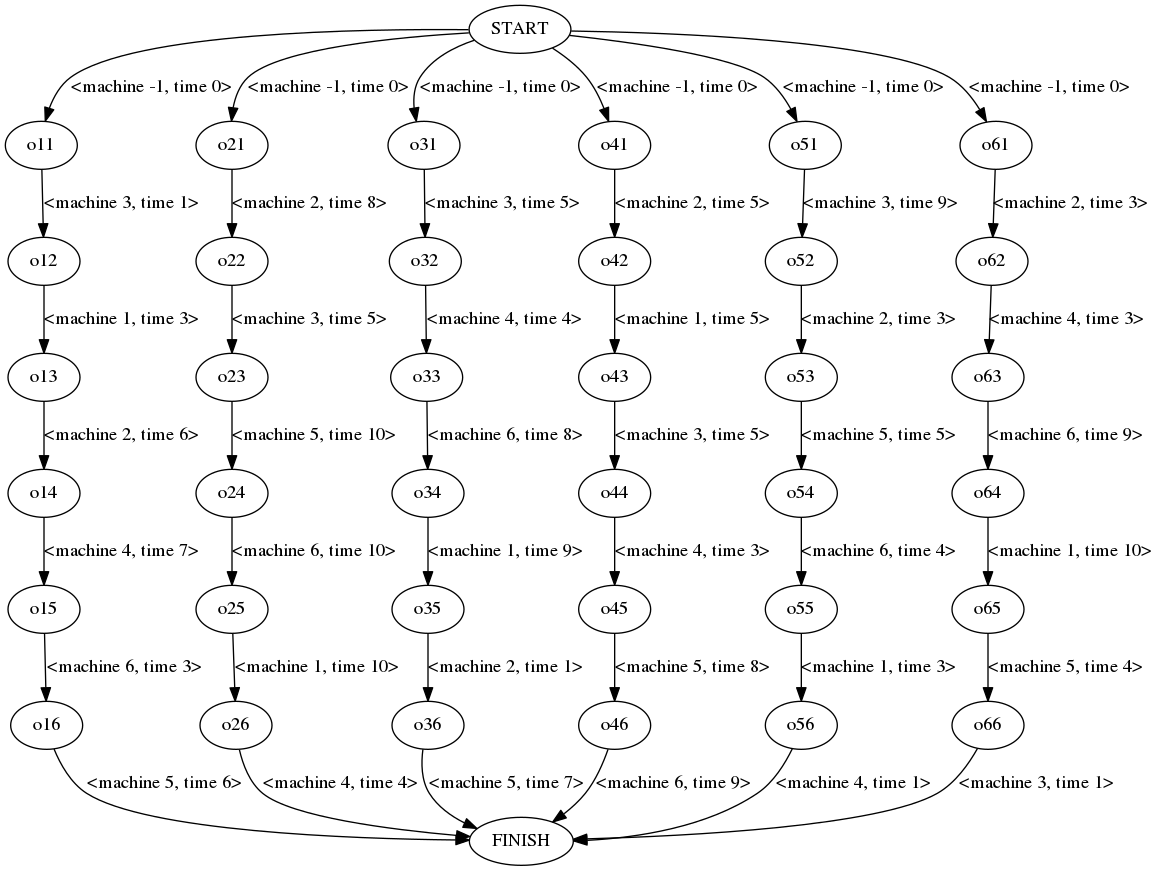 START
<machine -1, time 0> <machine -1, time 0> <machine -1, time 0> <machine -1, time 0> <machine -1, time 0> <machine -1, time 0>
o11 o21 o31 o41 o51 o61
<machine 3, time 1> <machine 2, time 8> <machine 3, time 5> <machine 2, time 5> <machine 3, time 9> <machine 2, time 3>
o12 o22 o32 o42 o52 o62
<machine 1, time 3> <machine 3, time 5> <machine 4, time 4> <machine 1, time 5> <machine 2, time 3> <machine 4, time 3>
o13 o23 o33 o43 o53 o63
<machine 2, time 6> <machine 5, time 10> <machine 6, time 8> <machine 3, time 5> <machine 5, time 5> <machine 6, time 9>
o14 o24 o34 o44 o54 o64
<machine 4, time 7> <machine 6, time 10> <machine 1, time 9> <machine 4, time 3> <machine 6, time 4> <machine 1, time 10>
o15 o25 o35 o45 o55 o65
<machine 6, time 3> <machine 1, time 10> <machine 2, time 1> <machine 5, time 8> <machine 1, time 3> <machine 5, time 4>
o16 o26 o36 o46 o56 o66
<machine 5, time 6> <machine 4, time 4> <machine 5, time 7> <machine 6, time 9> <machine 4, time 1> <machine 3, time 1>
FINISH